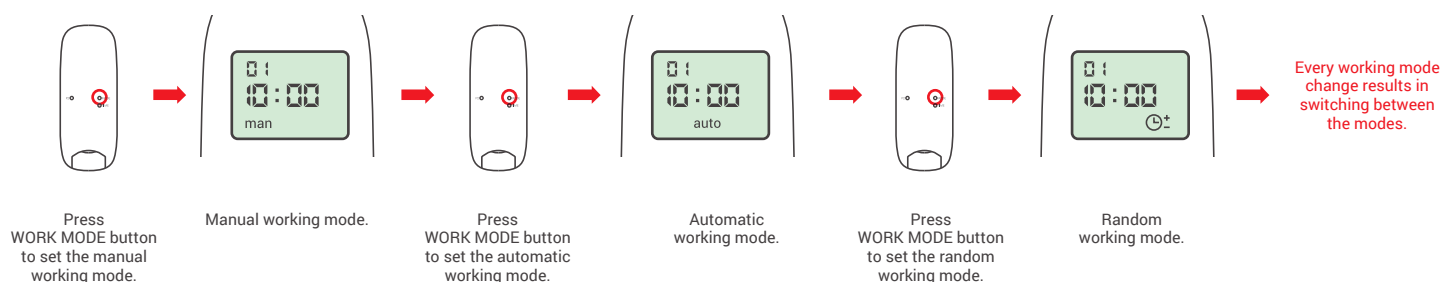 01
10:00
man
01
10:00
auto
01
10:00
Every working mode
change results in
switching between
the modes.
Press
WORK MODE button
to set the manual
working mode.
Manual working mode.
Press
WORK MODE button
to set the automatic
working mode.
Automatic
working mode.
Press
WORK MODE button
to set the random
working mode.
Random
working mode.